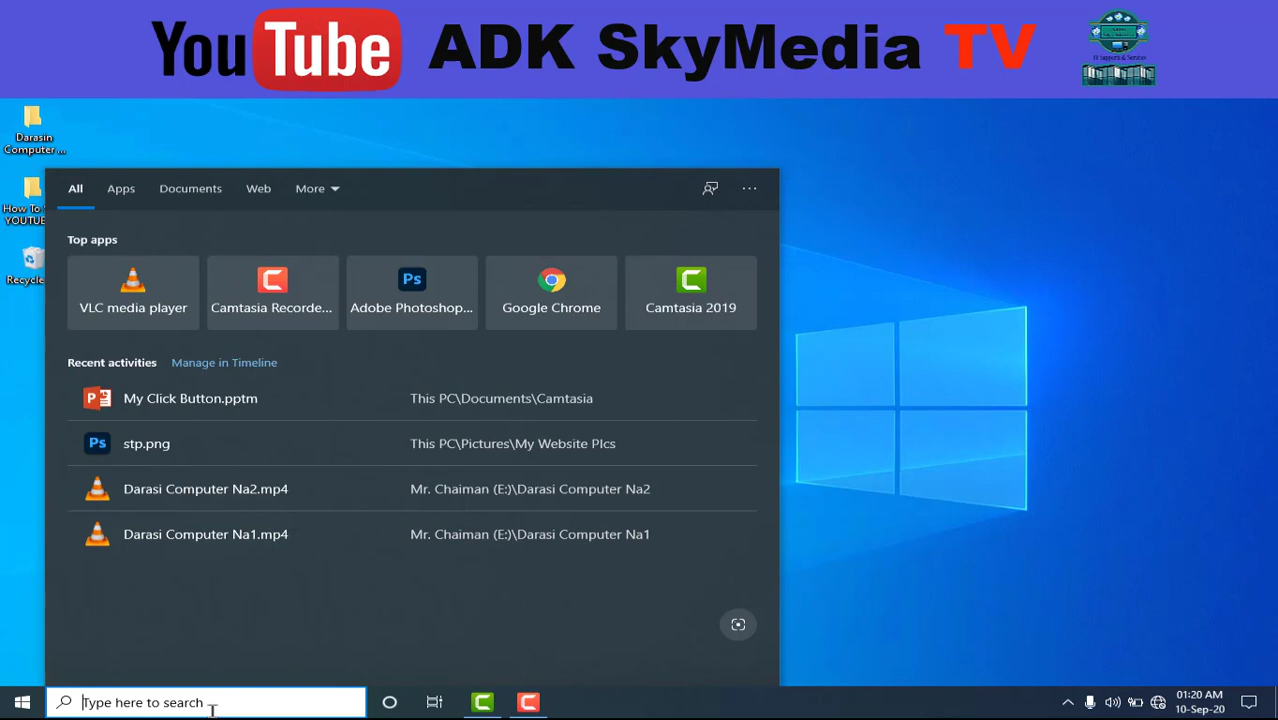 YouTube ADK SkyMedia TV
IT Supports & Services
Darasin
Computer ...
How To
YOUTUB
Recycle
All Apps Documents Web More
Top apps
VLC media player
Camtasia Recorde...
Adobe Photoshop...
Google Chrome
Camtasia 2019
Recent activities Manage in Timeline
My Click Button.pptm This PC\Documents\Camtasia
stp.png This PC\Pictures\My Website PIcs
Darasi Computer Na2.mp4 Mr. Chaiman (E:)\Darasi Computer Na2
Darasi Computer Na1.mp4 Mr. Chaiman (E:)\Darasi Computer Na1
Type here to search
01:20 AM
10-Sep-20